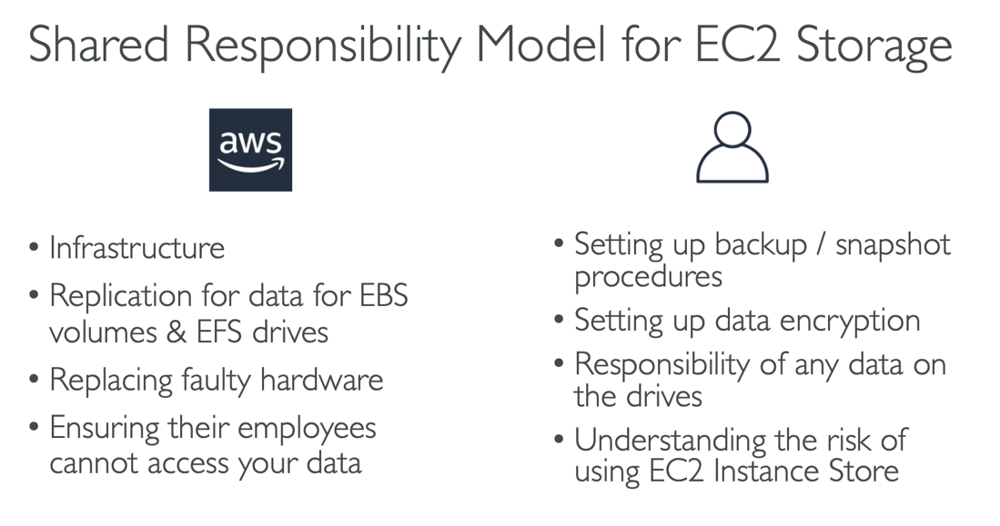 Shared Responsibility Model for EC2 Storage
aws
• Infrastructure
• Replication for data for EBS
volumes & EFS drives
• Replacing faulty hardware
• Ensuring their employees
cannot access your data
• Setting up backup / snapshot
procedures
• Setting up data encryption
• Responsibility of any data on
the drives
• Understanding the risk of
using EC2 Instance Store